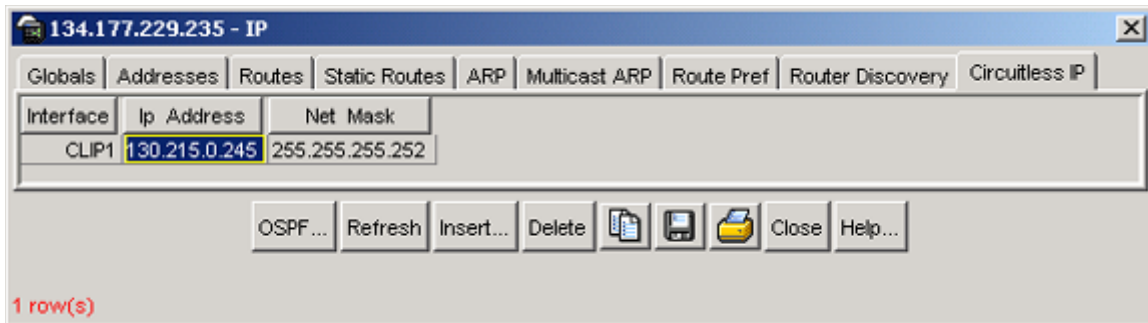 134.177.229.235 - IP
Globals Addresses Routes Static Routes ARP Multicast ARP Route Pref Router Discovery Circuitless IP
Interface Ip Address Net Mask
CLIP1 130.215.0.245 255.255.255.252
OSPF... Refresh Insert... Delete Close Help...
1 row(s)